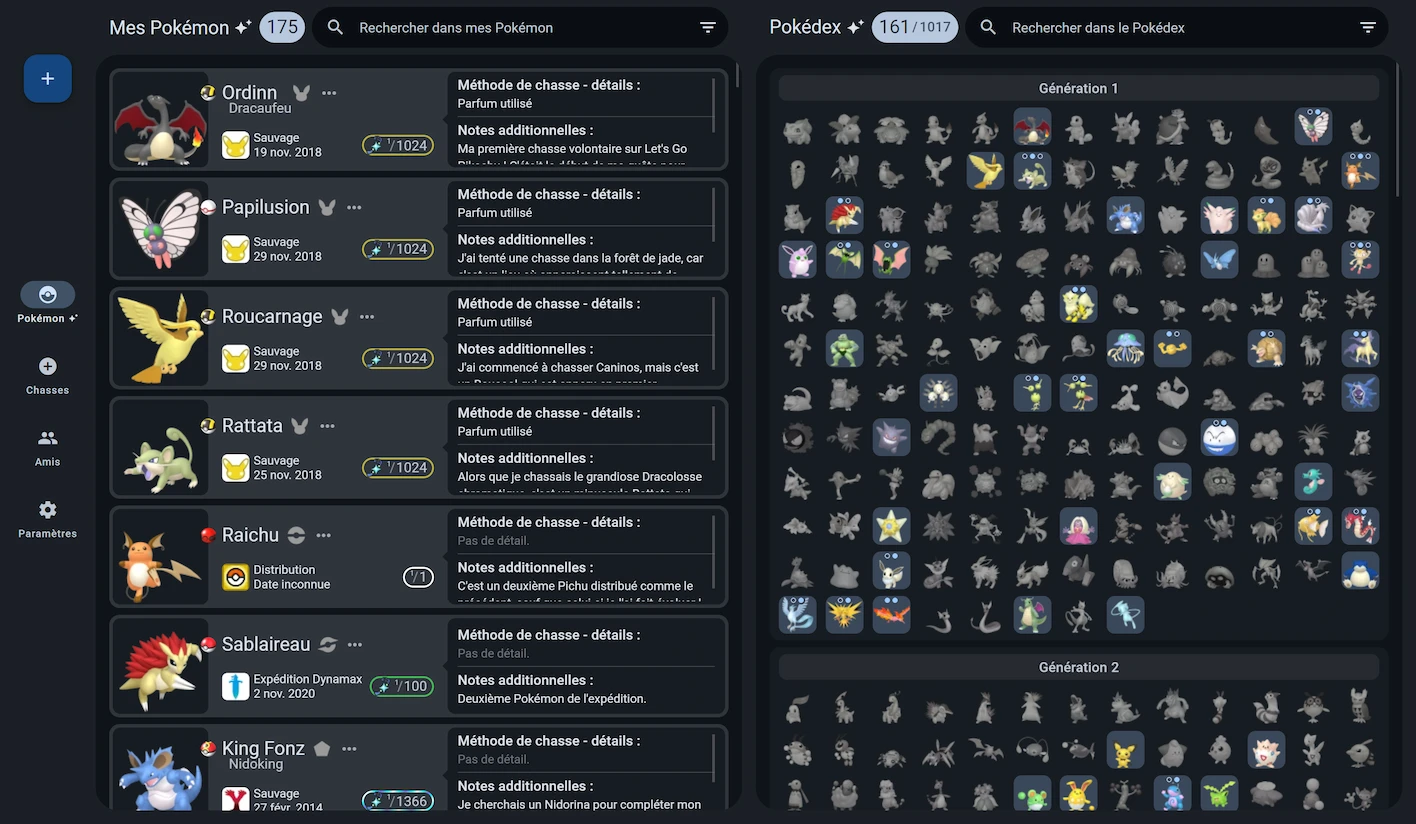 Mes Pokémon
175
Rechercher dans mes Pokémon
Pokédex
161/1017
Rechercher dans le Pokédex
+
Pokémon
Chasses
Amis
Paramètres
Ordinn
Dracaufeu
Sauvage
19 nov. 2018
1/1024
Méthode de chasse - détails :
Parfum utilisé
Notes additionnelles :
Ma première chasse volontaire sur Let's Go
Papilusion
Sauvage
29 nov. 2018
1/1024
Méthode de chasse - détails :
Parfum utilisé
Notes additionnelles :
J'ai tenté une chasse dans la forêt de jade, car
Roucarnage
Sauvage
29 nov. 2018
1/1024
Méthode de chasse - détails :
Parfum utilisé
Notes additionnelles :
J'ai commencé à chasser Caninos, mais c'est
Rattata
Sauvage
25 nov. 2018
1/1024
Méthode de chasse - détails :
Parfum utilisé
Notes additionnelles :
Alors que je chassais le grandiose Dracolosse
Raichu
Distribution
Date inconnue
1/1
Méthode de chasse - détails :
Pas de détail.
Notes additionnelles :
C'est un deuxième Pichu distribué comme le
Sablaireau
Expédition Dynamax
2 nov. 2020
1/100
Méthode de chasse - détails :
Pas de détail.
Notes additionnelles :
Deuxième Pokémon de l'expédition.
King Fonz
Nidoking
Sauvage
27 févr. 2014
1/1366
Méthode de chasse - détails :
Pas de détail.
Notes additionnelles :
Je cherchais un Nidorina pour compléter mon
Génération 1
Génération 2